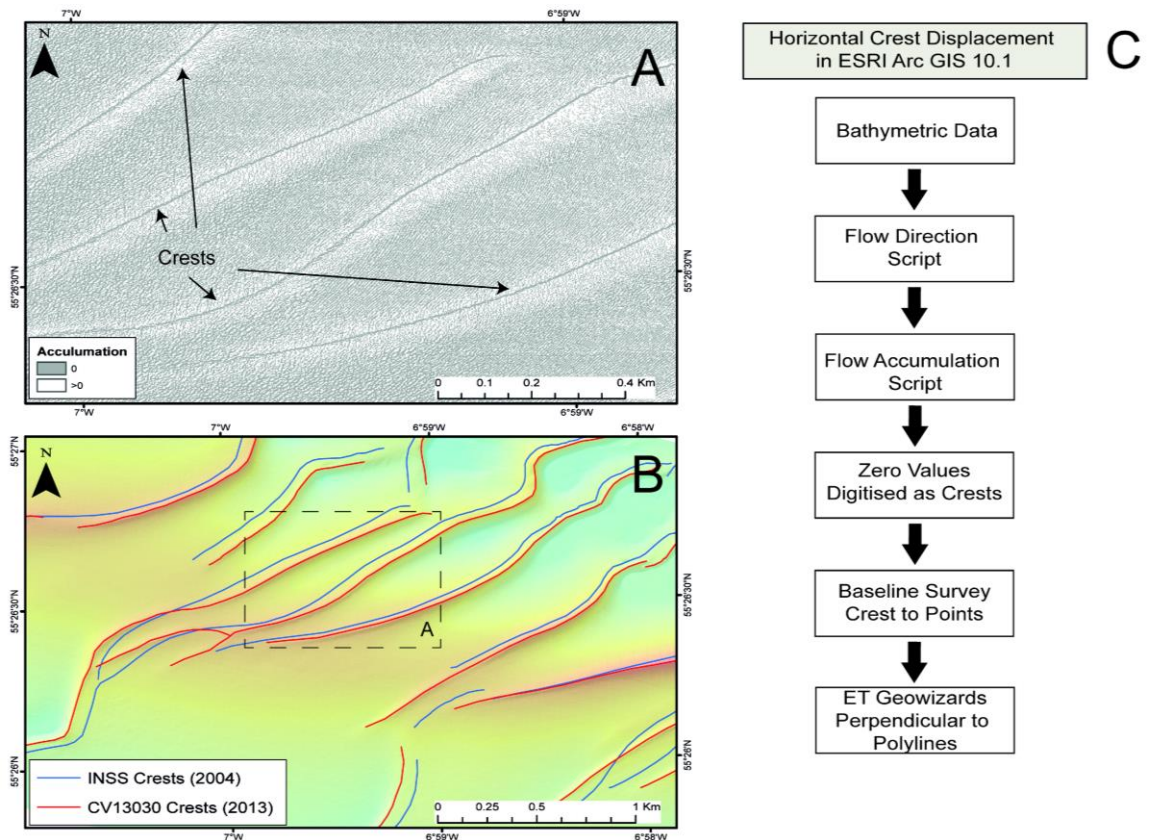 7°W
6°59'W
N
A
Crests
55°26'30"N
55°26'30"N
Acculumation
0
>0
0
0.1
0.2
0.4 Km
7°W
6°59'W
7°W
6°59'W
6°58'W
55°27'N
N
B
55°26'30"N
55°26'30"N
A
55°26'N
55°26'N
INSS Crests (2004)
CV13030 Crests (2013)
0
0.25
0.5
1 Km
7°W
6°59'W
6°58'W
Horizontal Crest Displacement
in ESRI Arc GIS 10.1
C
Bathymetric Data
Flow Direction
Script
Flow Accumulation
Script
Zero Values
Digitised as Crests
Baseline Survey
Crest to Points
ET Geowizards
Perpendicular to
Polylines